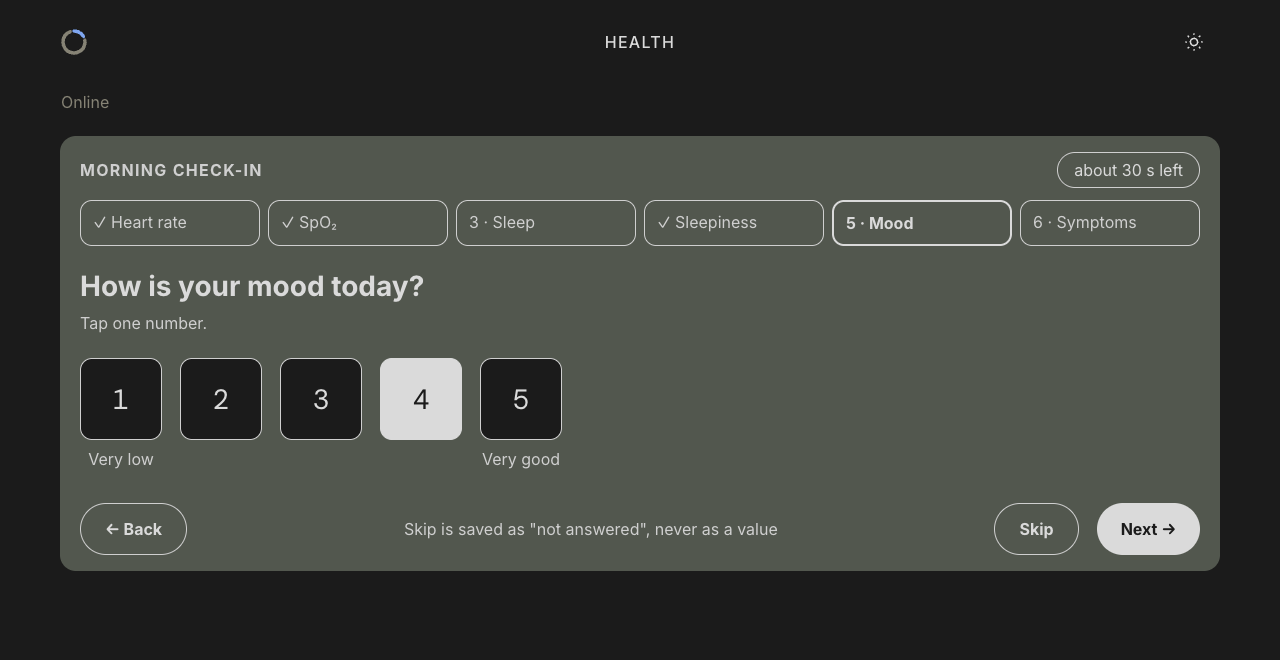 HEALTH
Online
MORNING CHECK-IN
about 30 s left
✓ Heart rate
✓ SpO₂
3 · Sleep
✓ Sleepiness
5 · Mood
6 · Symptoms
How is your mood today?
Tap one number.
1 2 3 4 5
Very low Very good
← Back
Skip is saved as "not answered", never as a value
Skip
Next →